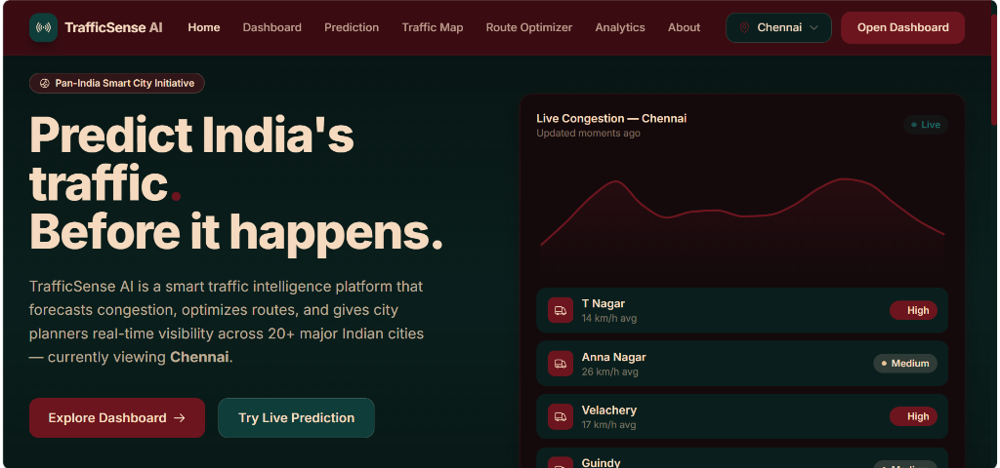 TrafficSense AI
Home
Dashboard
Prediction
Traffic Map
Route Optimizer
Analytics
About
Chennai
Open Dashboard
Pan-India Smart City Initiative
Predict India's
traffic.
Before it happens.
TrafficSense AI is a smart traffic intelligence platform that
forecasts congestion, optimizes routes, and gives city
planners real-time visibility across 20+ major Indian cities
— currently viewing Chennai.
Explore Dashboard →
Try Live Prediction
Live Congestion — Chennai
Updated moments ago
Live
T Nagar
14 km/h avg
High
Anna Nagar
26 km/h avg
Medium
Velachery
17 km/h avg
High
Guindy